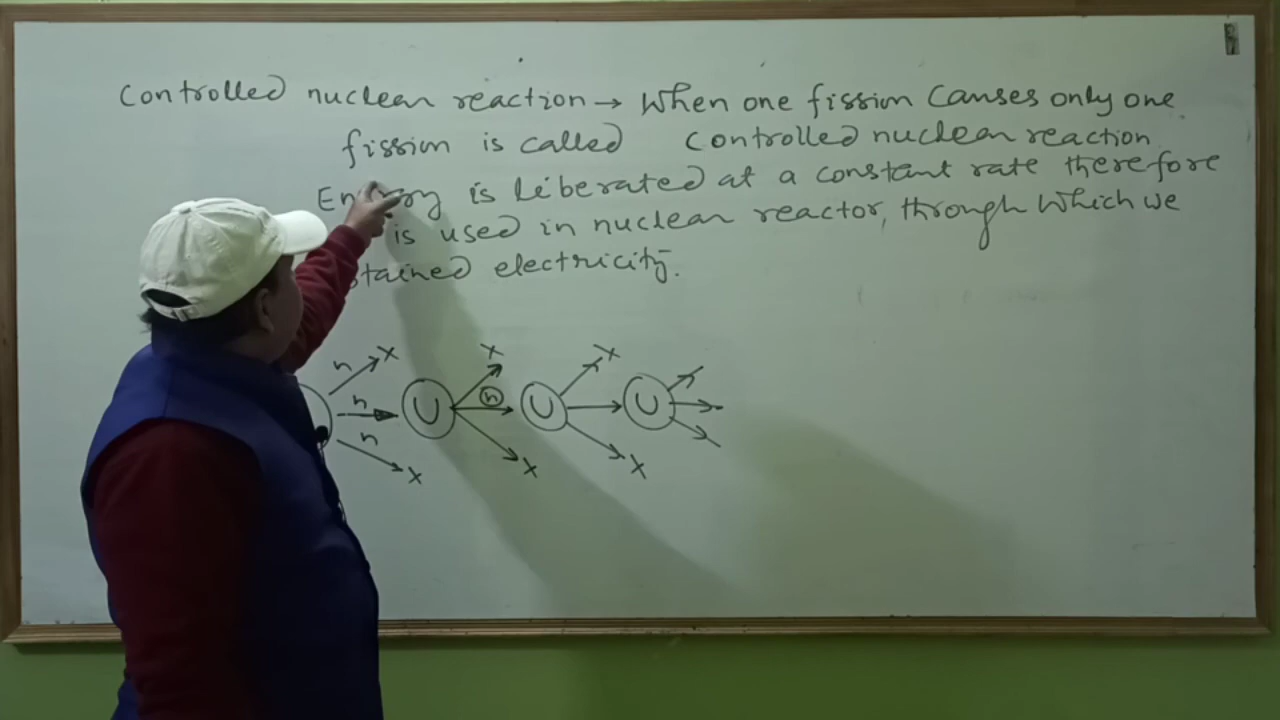 Controlled nuclear reaction → When one fission causes only one
fission is called controlled nuclear reaction
is liberated at a constant rate therefore
is used in nuclear reactor, through which we
electricity.
n X X X
n U n U U
n X X X